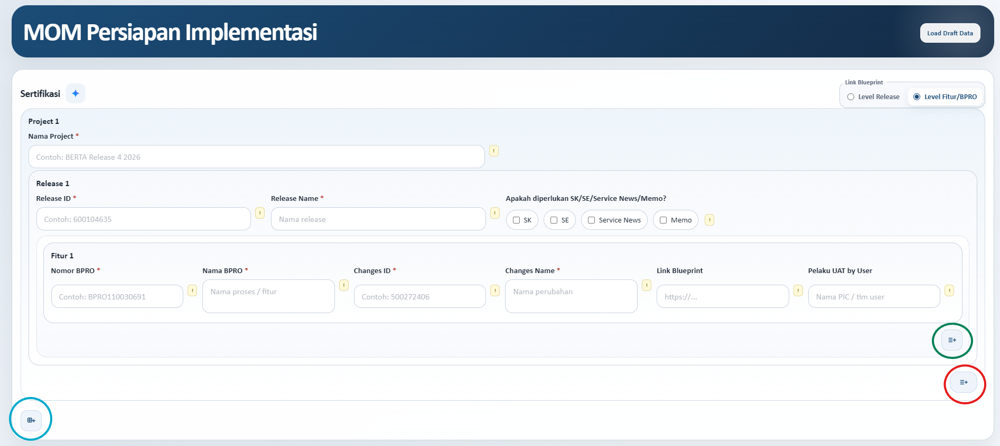 MOM Persiapan Implementasi
Load Draft Data
Sertifikasi
Link Blueprint
Level Release
Level Fitur/BPRO
Project 1
Nama Project *
Contoh: BERTA Release 4 2026
!
Release 1
Release ID *
Release Name *
Apakah diperlukan SK/SE/Service News/Memo?
Contoh: 600104635
!
Nama release
!
SK
SE
Service News
Memo
!
Fitur 1
Nomor BPRO *
Nama BPRO *
Changes ID *
Changes Name *
Link Blueprint
Pelaku UAT by User
Contoh: BPRO110030691
!
Nama proses / fitur
!
Contoh: 500272406
!
Nama perubahan
!
https://...
!
Nama PIC / tim user
!